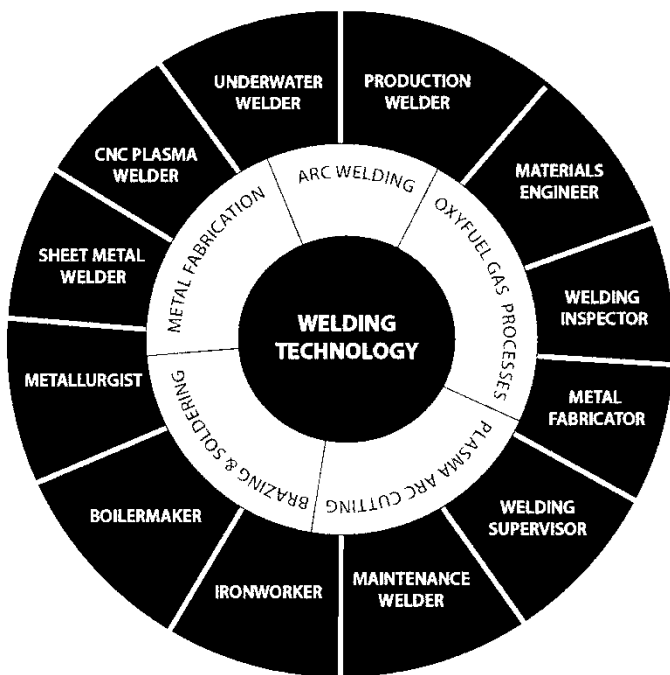 WELDING
TECHNOLOGY
ARC WELDING
OXYFUEL GAS PROCESSES
PLASMA ARC CUTTING
BRAZING & SOLDERING
METAL FABRICATION
PRODUCTION
WELDER
MATERIALS
ENGINEER
WELDING
INSPECTOR
METAL
FABRICATOR
WELDING
SUPERVISOR
MAINTENANCE
WELDER
IRONWORKER
BOILERMAKER
METALLURGIST
SHEET METAL
WELDER
CNC PLASMA
WELDER
UNDERWATER
WELDER